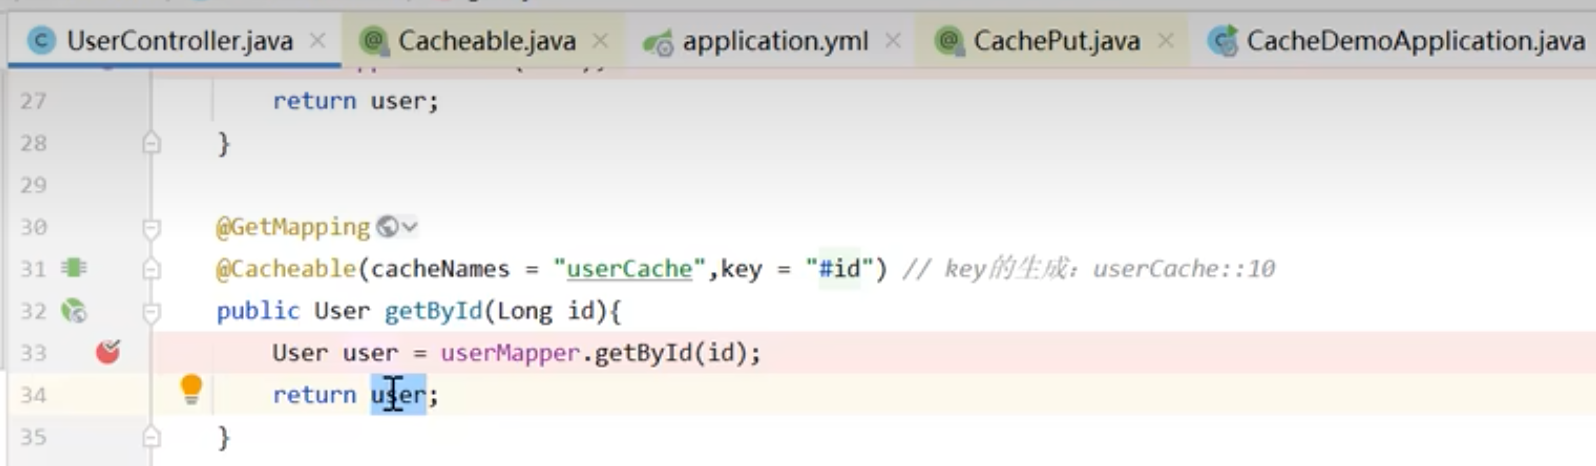 UserController.java Cacheable.java application.yml CachePut.java CacheDemoApplication.java
27 return user;
28 }
29
30 @GetMapping
31 @Cacheable(cacheNames = "userCache",key = "#id") // key的生成：userCache::10
32 public User getById(Long id){
33 User user = userMapper.getById(id);
34 return user;
35 }